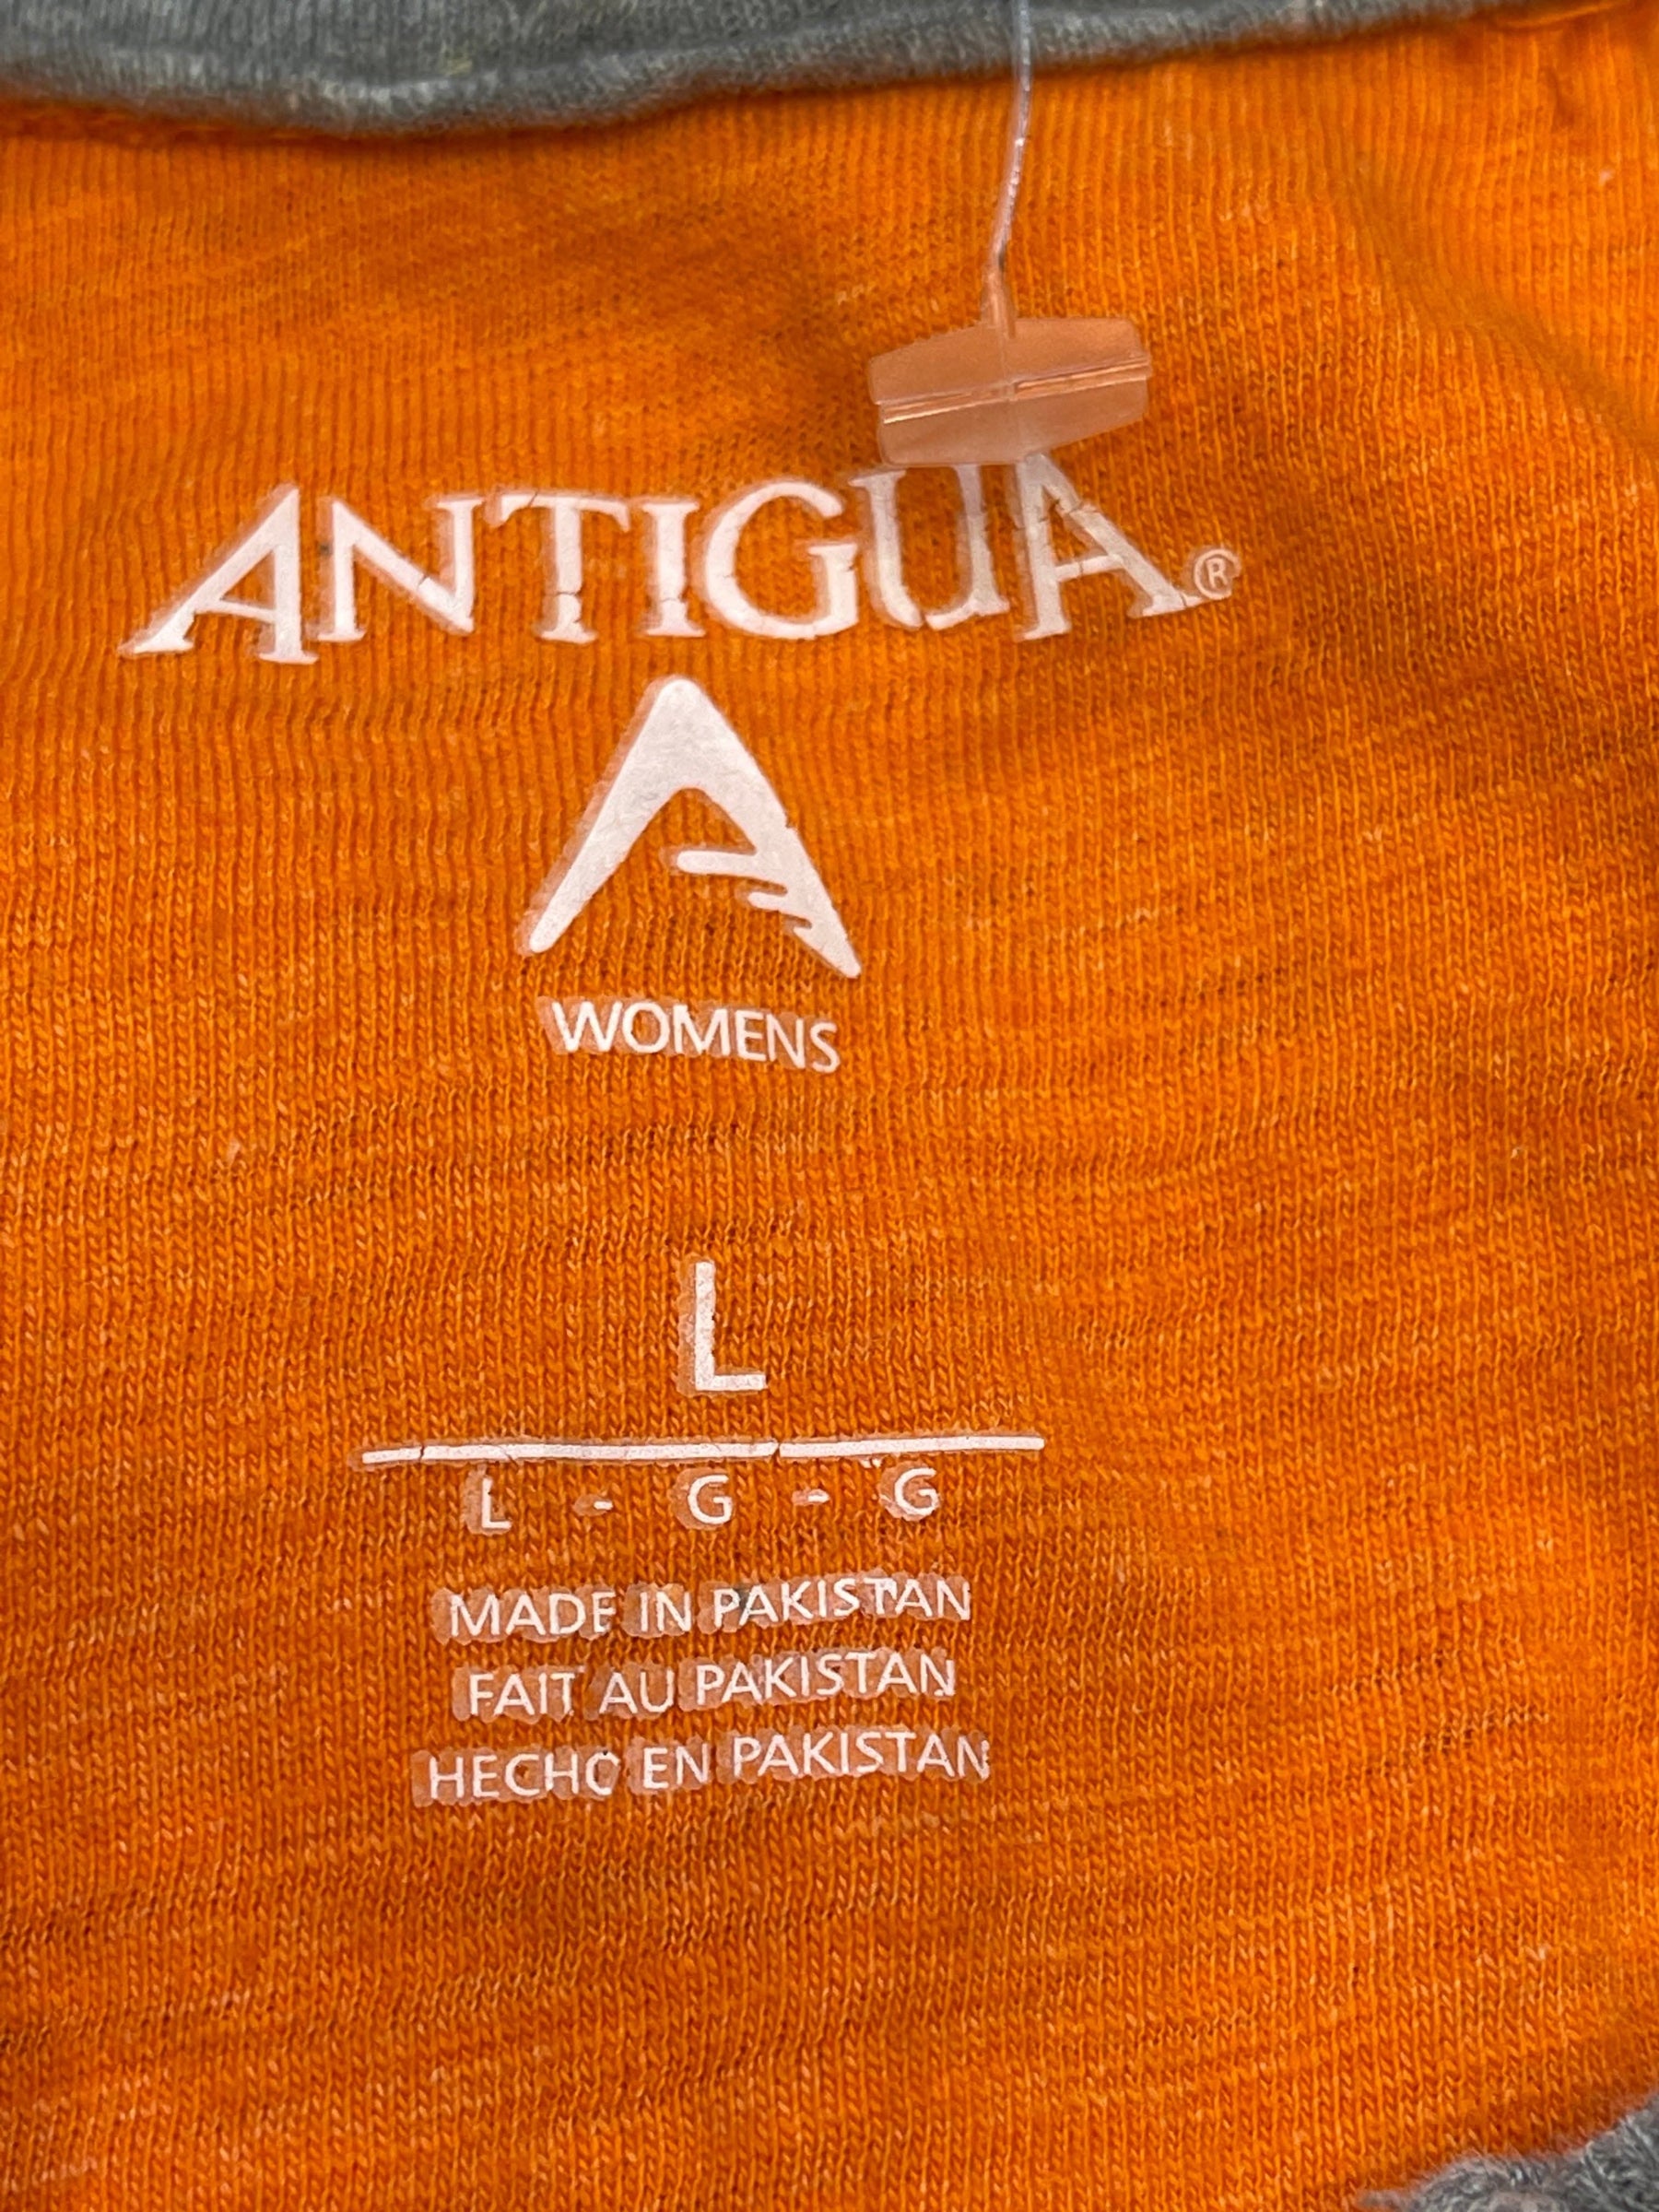 ANTIGUA®
WOMENS
L
L - G - G
MADE IN PAKISTAN
FAIT AU PAKISTAN
HECHO EN PAKISTAN